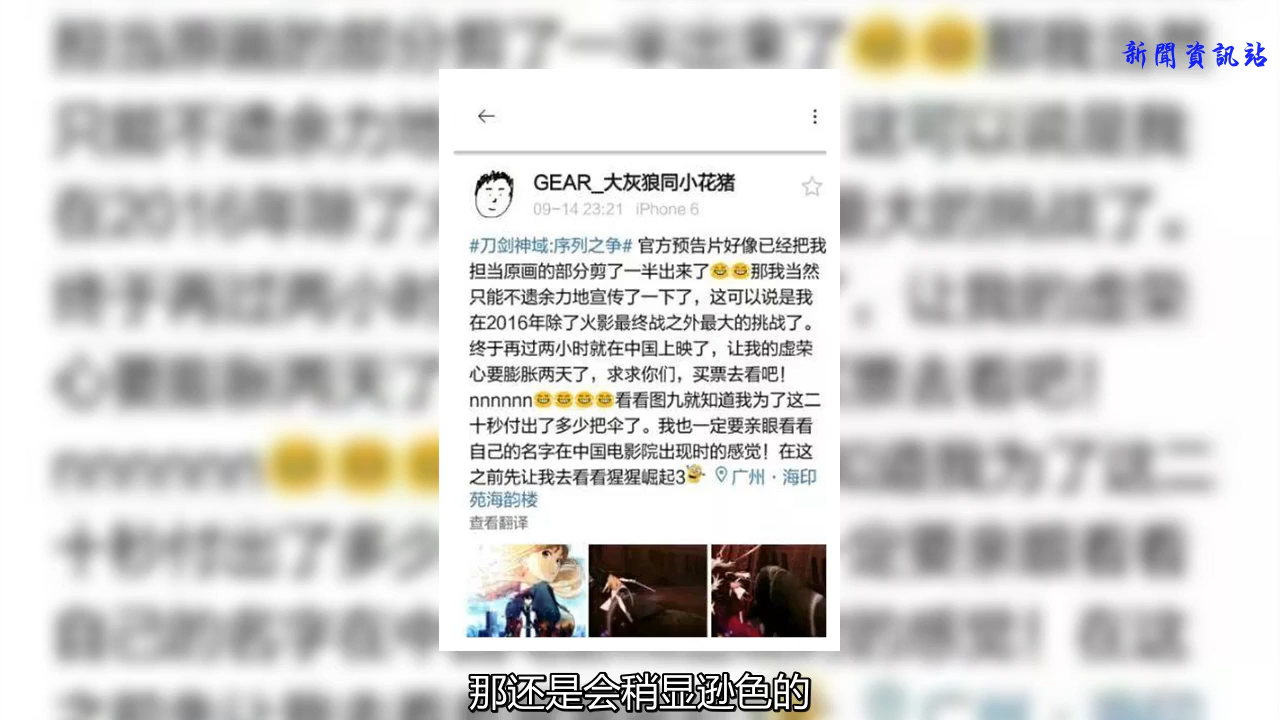 新聞資訊站
GEAR_大灰狼同小花猪
09-14 23:21 iPhone 6
#刀剑神域:序列之争# 官方预告片好像已经把我
担当原画的部分剪了一半出来了😂😂那我当然
只能不遗余力地宣传了一下了，这可以说是我
在2016年除了火影最终战之外最大的挑战了。
终于再过两小时就在中国上映了，让我的虚荣
心要膨胀两天了，求求你们，买票去看吧！
nnnnnn😂😂😂😂看看图九就知道我为了这二
十秒付出了多少把伞了。我也一定要亲眼看看
自己的名字在中国电影院出现时的感觉！在这
之前先让我去看看猩猩崛起3🤣 广州·海印
苑海韵楼
查看翻译
那还是会稍显逊色的